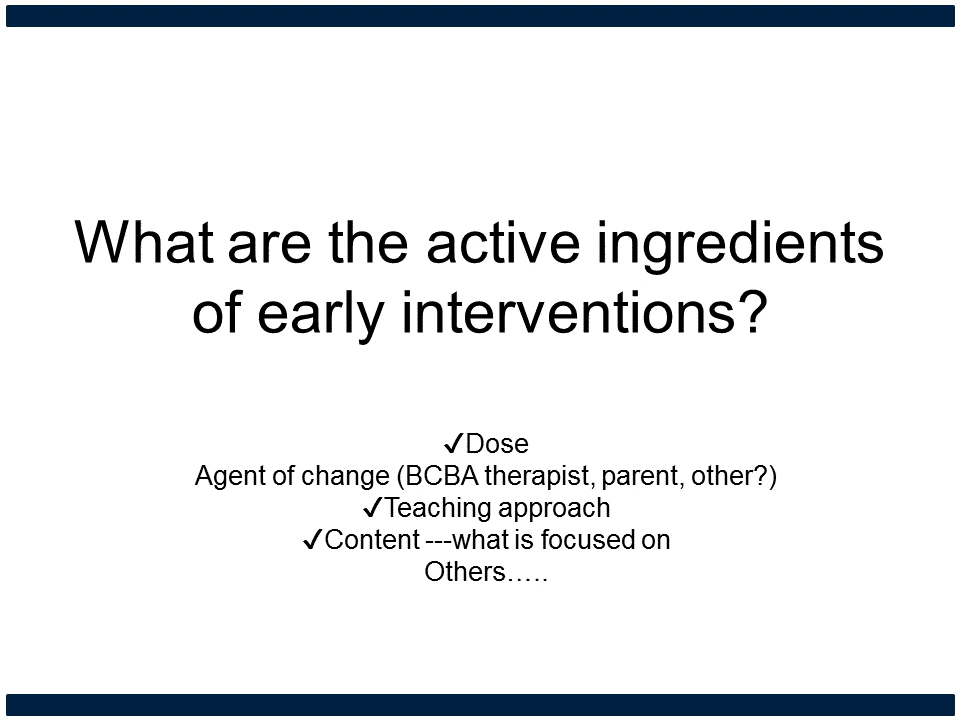 What are the active ingredients
of early interventions?
✓Dose
Agent of change (BCBA therapist, parent, other?)
✓Teaching approach
✓Content ---what is focused on
Others…..